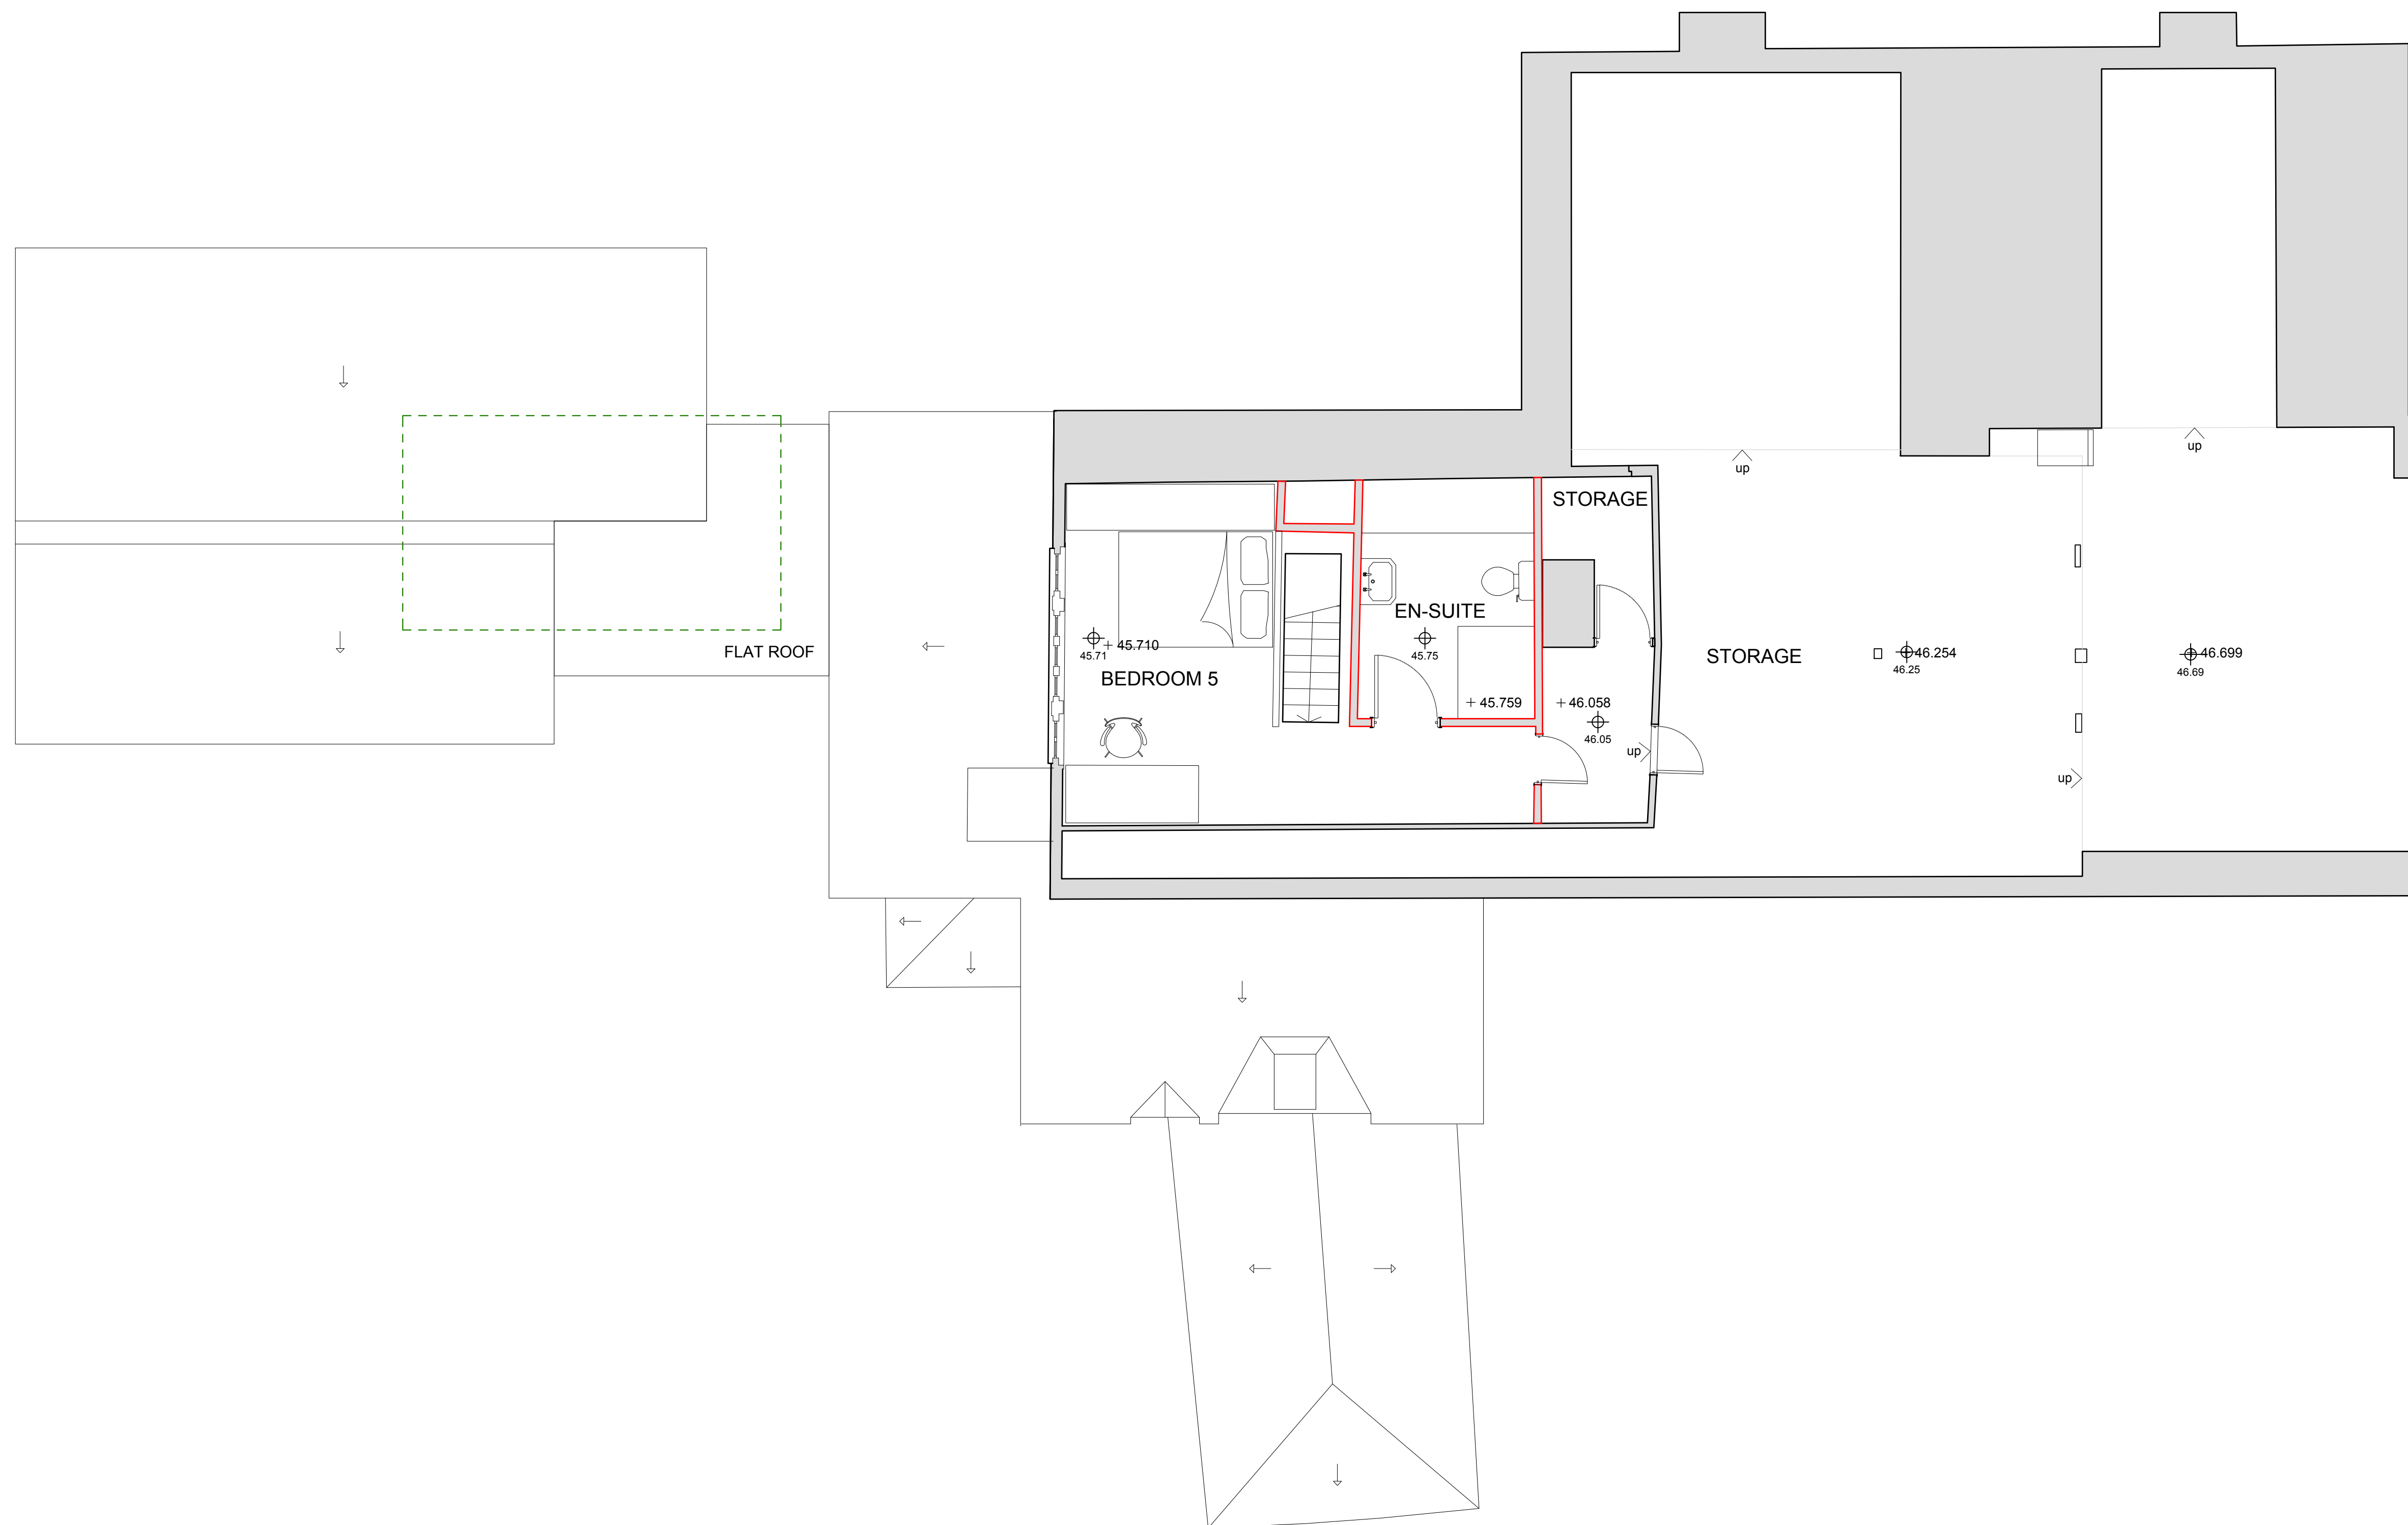 up
up
STORAGE
EN-SUITE
45.710
45.71
45.75
FLAT ROOF
BEDROOM 5
STORAGE
46.254
46.25
46.699
46.69
45.759
46.058
46.05
up
up